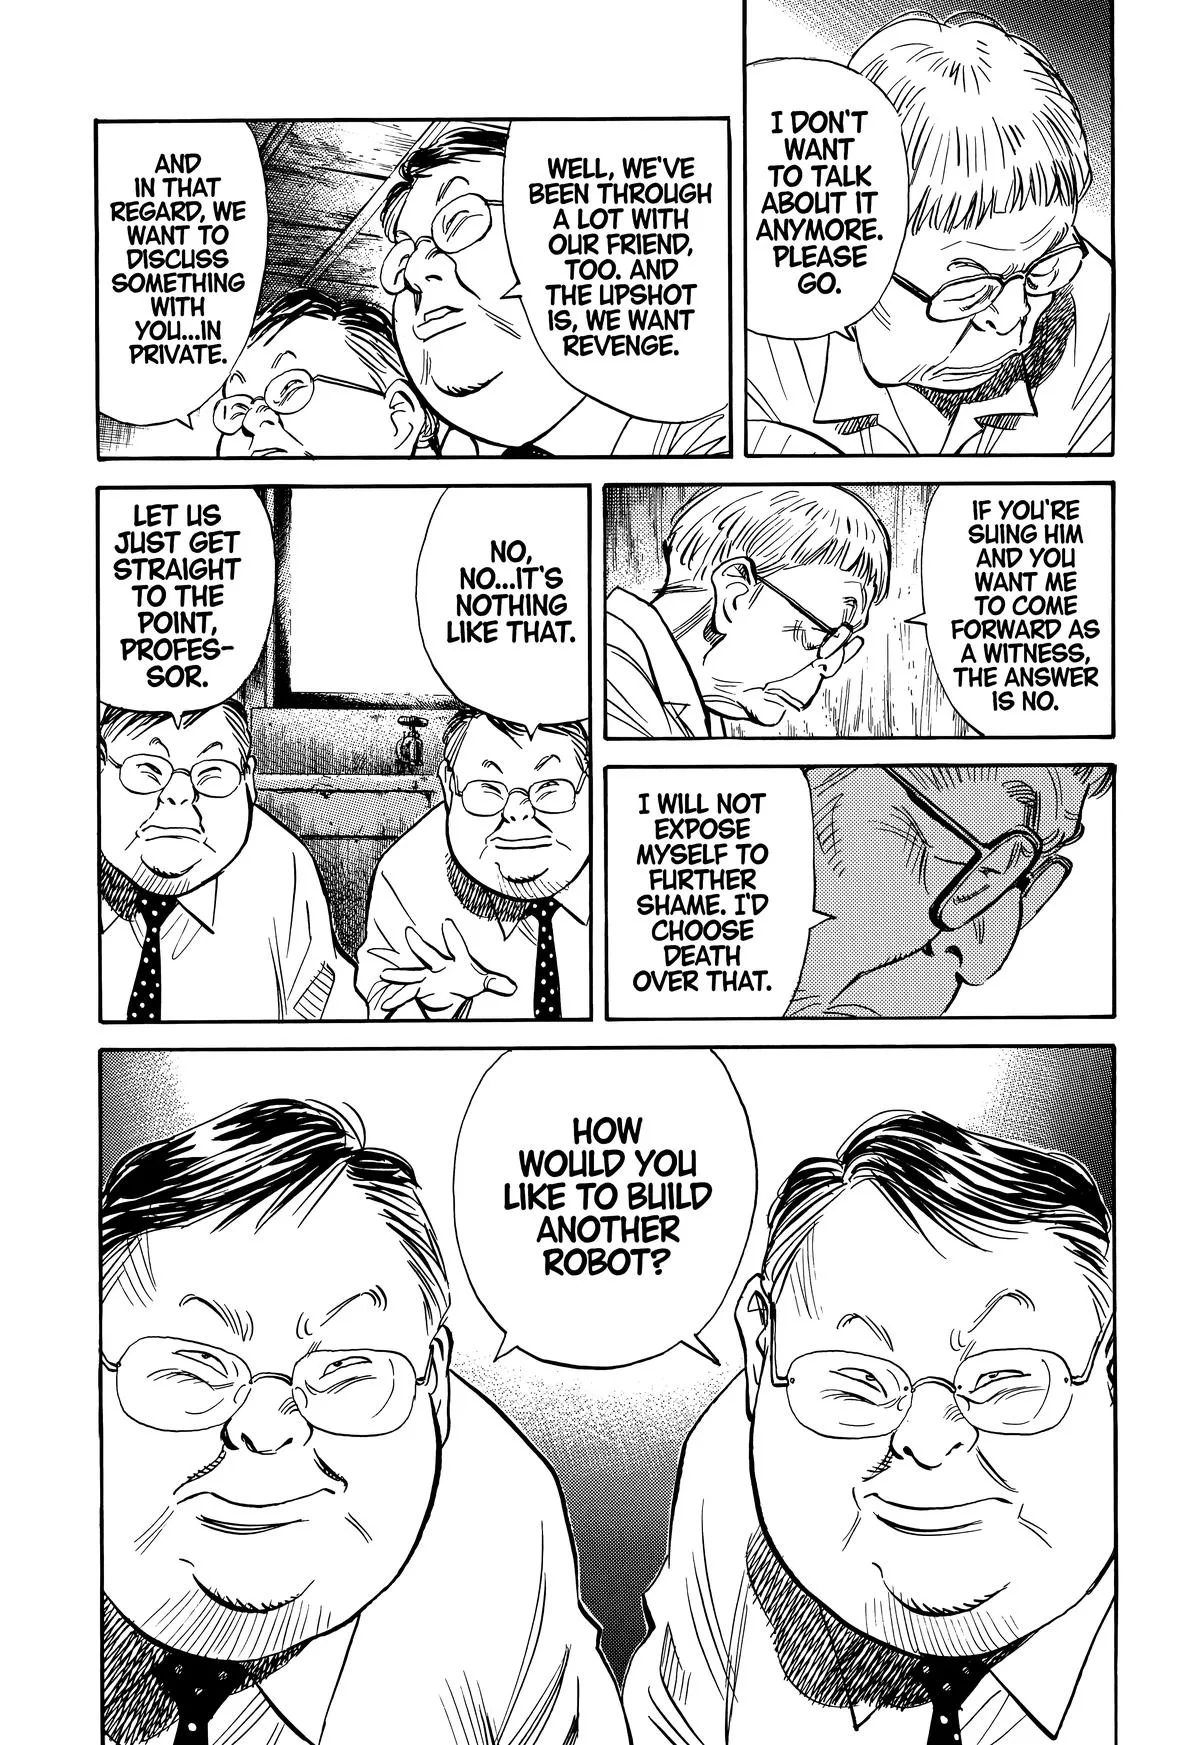 I DON'T
WANT
TO TALK
ABOUT IT
ANYMORE.
PLEASE
GO.
WELL, WE'VE
BEEN THROUGH
A LOT WITH
OUR FRIEND,
TOO. AND
THE UPSHOT
IS, WE WANT
REVENGE.
AND
IN THAT
REGARD, WE
WANT TO
DISCUSS
SOMETHING
WITH
YOU...IN
PRIVATE.
IF YOU'RE
SUING HIM
AND YOU
WANT ME
TO COME
FORWARD AS
A WITNESS,
THE ANSWER
IS NO.
I WILL NOT
EXPOSE
MYSELF TO
FURTHER
SHAME. I'D
CHOOSE
DEATH
OVER THAT.
NO,
NO...IT'S
NOTHING
LIKE THAT.
LET US
JUST GET
STRAIGHT
TO THE
POINT,
PROFES-
SOR.
HOW
WOULD YOU
LIKE TO BUILD
ANOTHER
ROBOT?